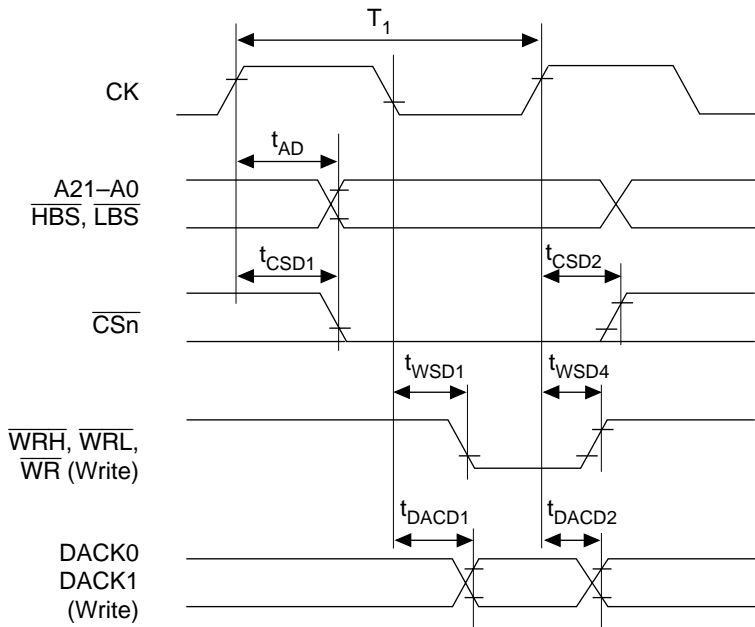 T1
CK
tAD
A21–A0
HBS, LBS
tCSD1
tCSD2
CSn
tWSD1
tWSD4
WRH, WRL,
WR (Write)
tDACD1
tDACD2
DACK0
DACK1
(Write)